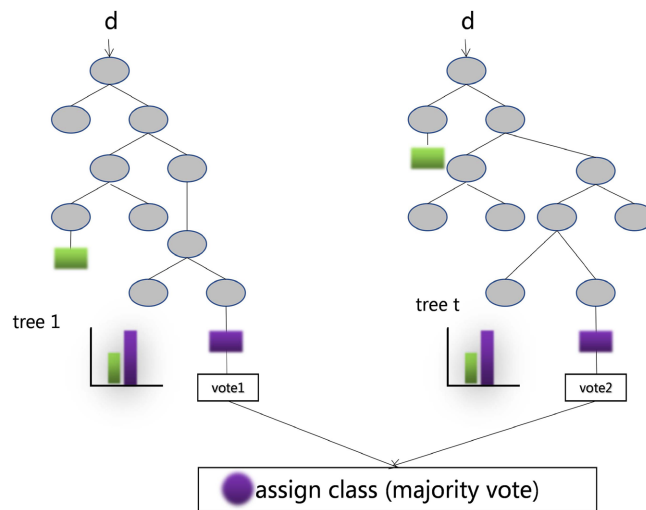 d
d
tree 1
tree t
vote1
vote2
assign class (majority vote)